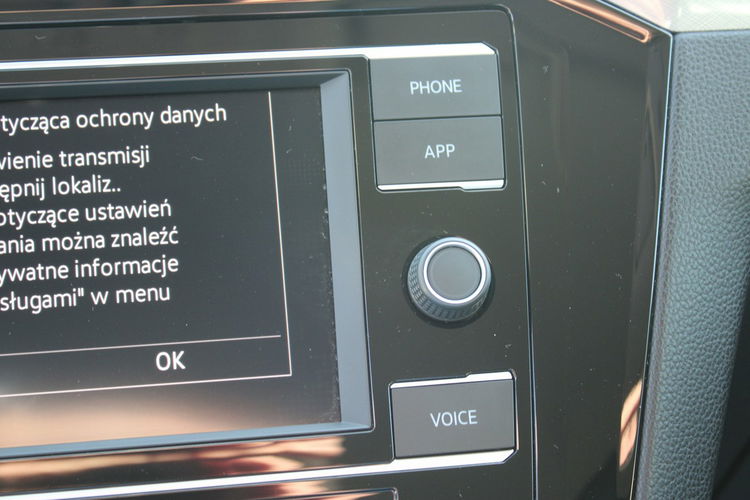 tycząca ochrony danych
wienie transmisji
ępnij lokaliz..
otyczące ustawień
ania można znaleźć
ywatne informacje
sługami" w menu
OK
PHONE
APP
VOICE